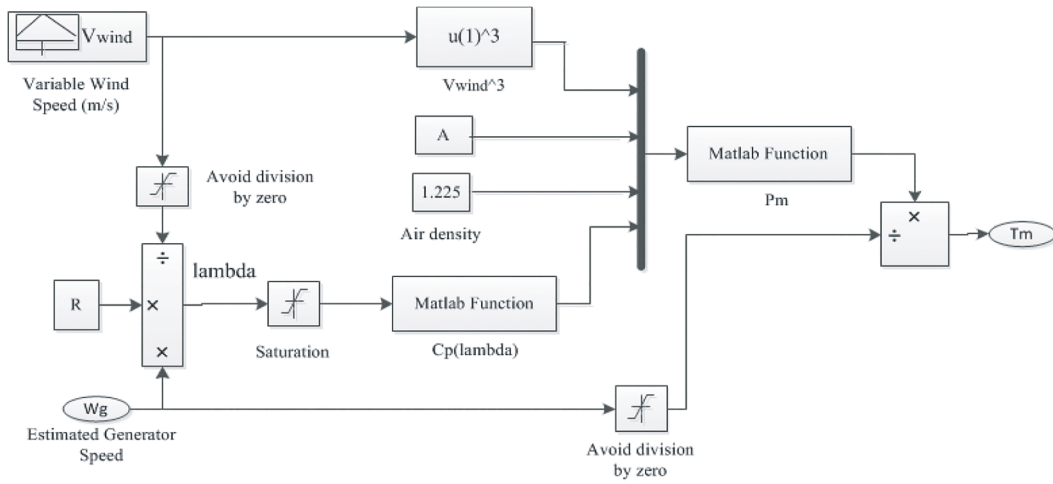 Vwind
Variable Wind
Speed (m/s)
u(1)^3
Vwind^3
A
1.225
Air density
Matlab Function
Pm
×
÷
Tm
Avoid division
by zero
÷
×
×
lambda
R
Saturation
Matlab Function
Cp(lambda)
Wg
Estimated Generator
Speed
Avoid division
by zero